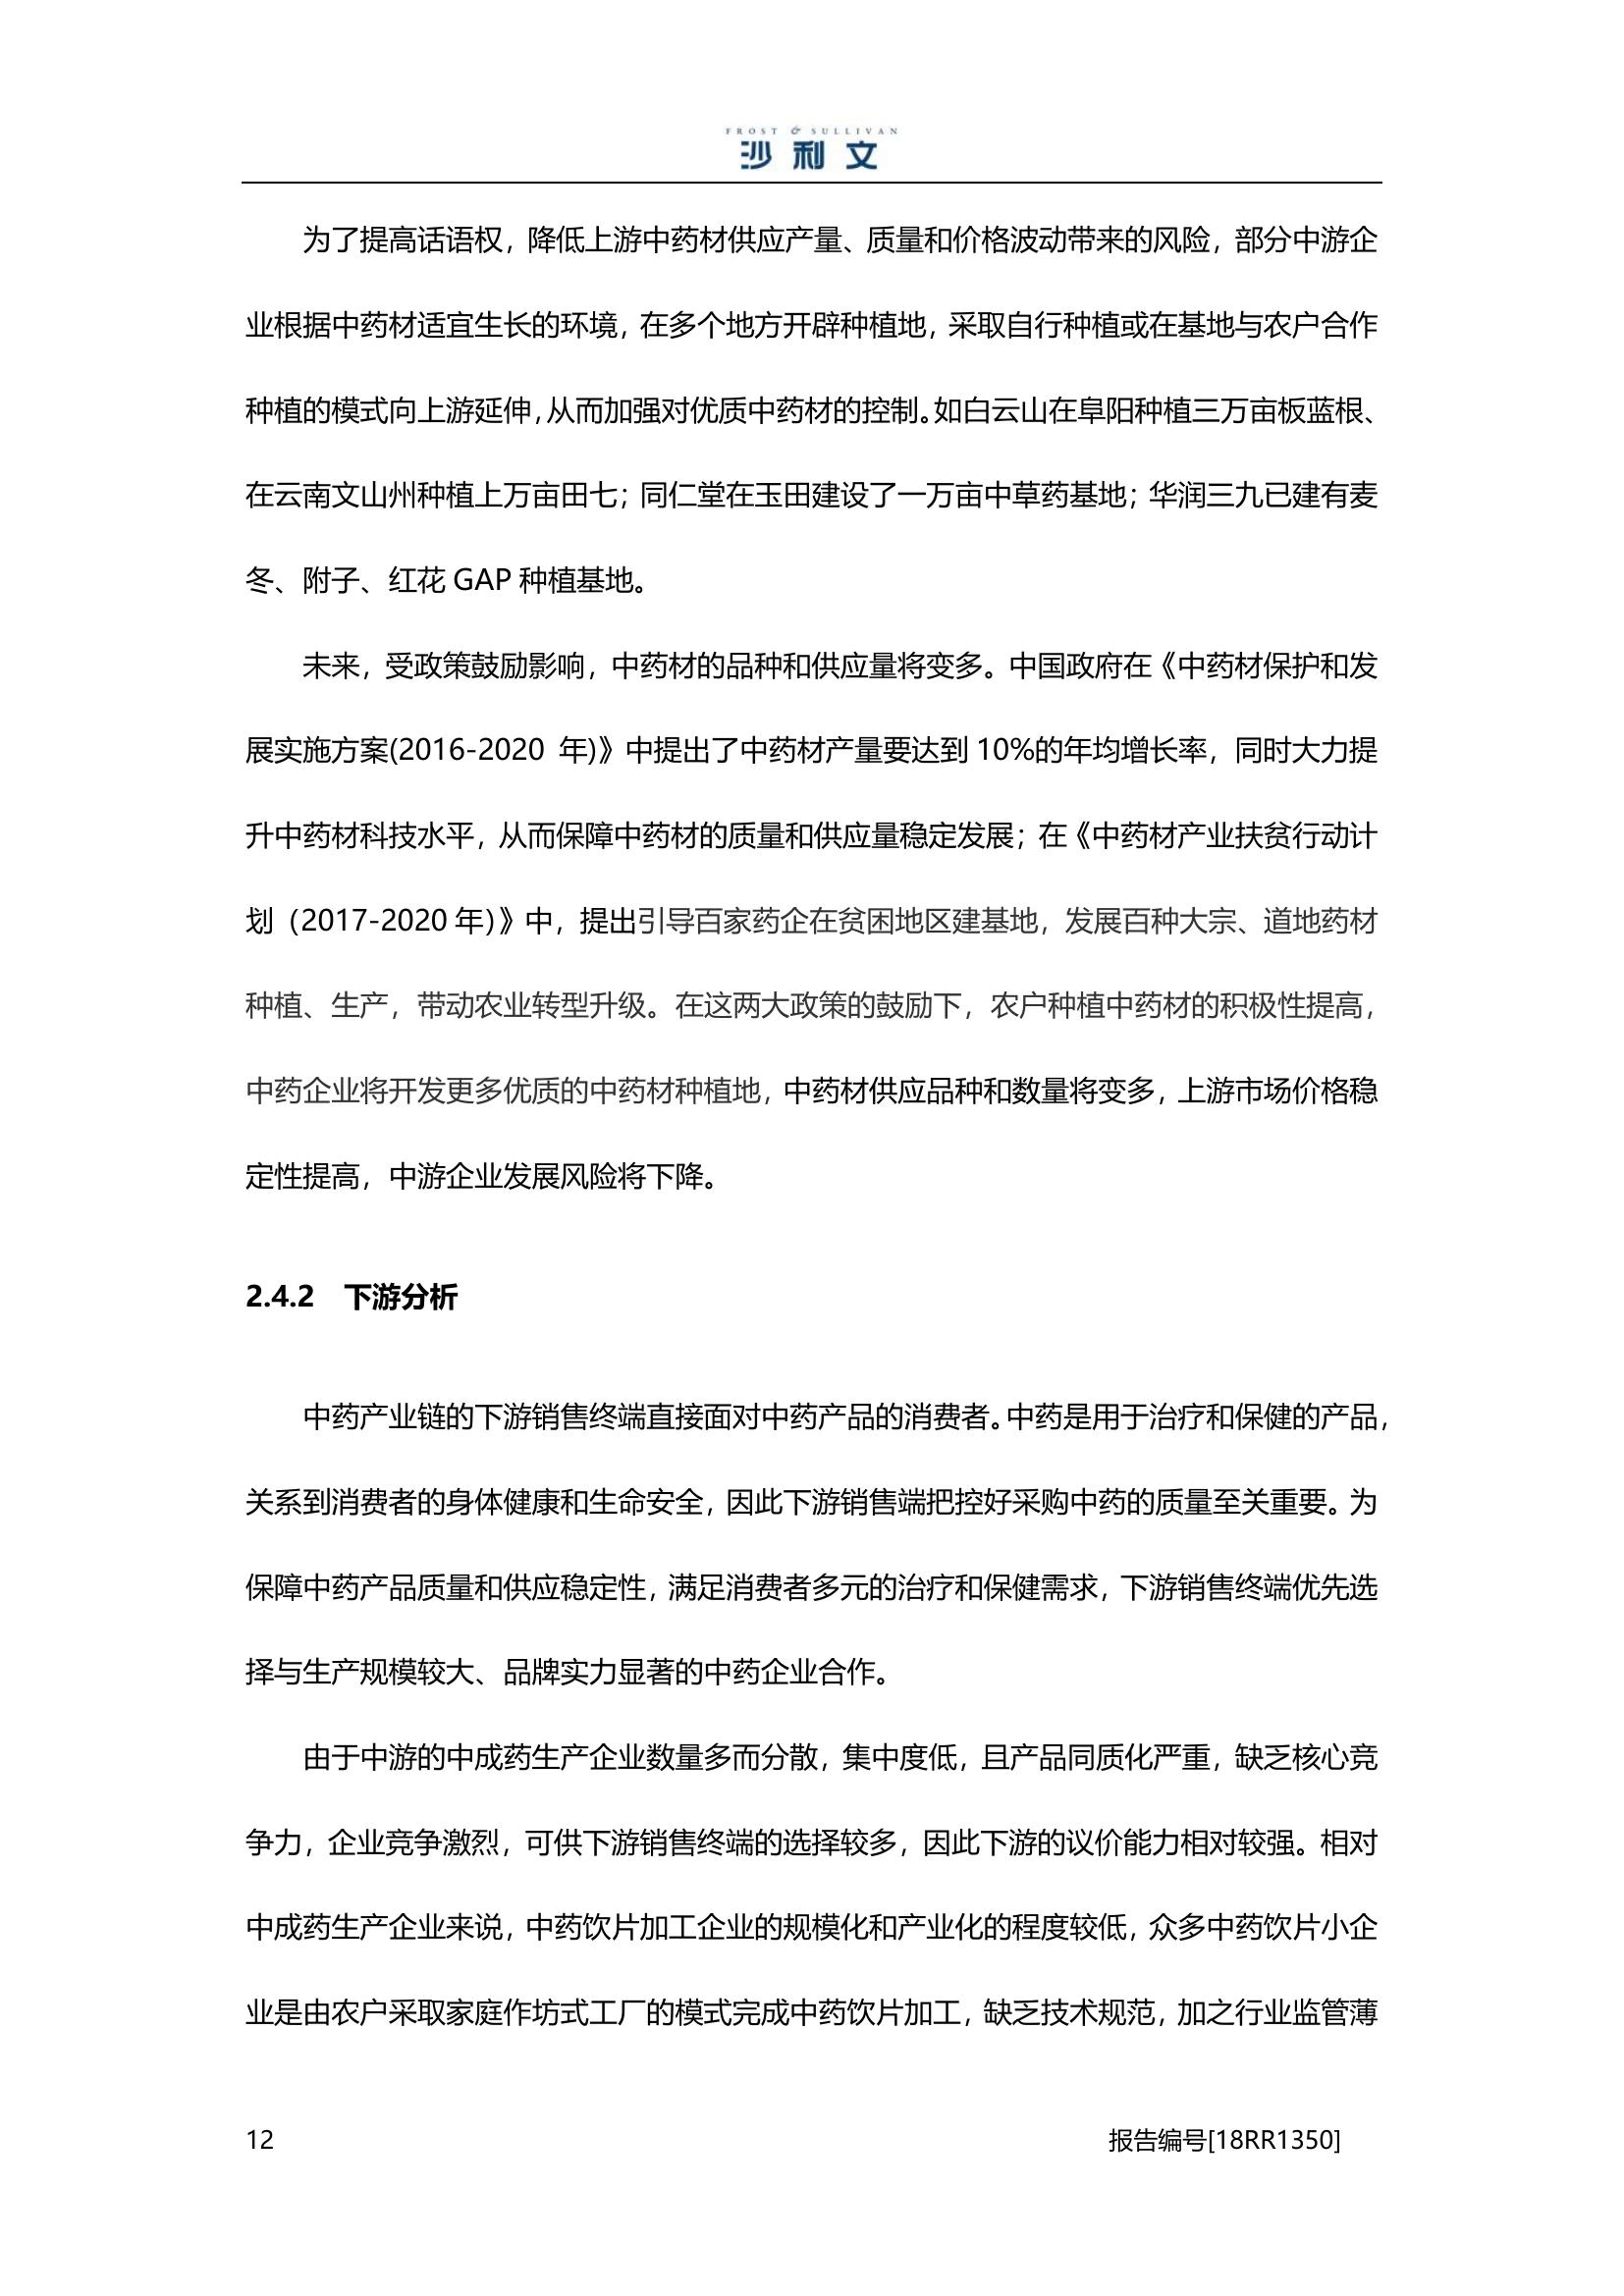 FROST & SULLIVAN
沙利文
为了提高话语权，降低上游中药材供应产量、质量和价格波动带来的风险，部分中游企
业根据中药材适宜生长的环境，在多个地方开辟种植地，采取自行种植或在基地与农户合作
种植的模式向上游延伸，从而加强对优质中药材的控制。如白云山在阜阳种植三万亩板蓝根、
在云南文山州种植上万亩田七；同仁堂在玉田建设了一万亩中草药基地；华润三九已建有麦
冬、附子、红花 GAP 种植基地。
未来，受政策鼓励影响，中药材的品种和供应量将变多。中国政府在《中药材保护和发
展实施方案(2016-2020 年)》中提出了中药材产量要达到 10%的年均增长率，同时大力提
升中药材科技水平，从而保障中药材的质量和供应量稳定发展；在《中药材产业扶贫行动计
划（2017-2020 年)》中，提出引导百家药企在贫困地区建基地，发展百种大宗、道地药材
种植、生产，带动农业转型升级。在这两大政策的鼓励下，农户种植中药材的积极性提高，
中药企业将开发更多优质的中药材种植地，中药材供应品种和数量将变多，上游市场价格稳
定性提高，中游企业发展风险将下降。
2.4.2 下游分析
中药产业链的下游销售终端直接面对中药产品的消费者。中药是用于治疗和保健的产品，
关系到消费者的身体健康和生命安全，因此下游销售端把控好采购中药的质量至关重要。为
保障中药产品质量和供应稳定性，满足消费者多元的治疗和保健需求，下游销售终端优先选
择与生产规模较大、品牌实力显著的中药企业合作。
由于中游的中成药生产企业数量多而分散，集中度低，且产品同质化严重，缺乏核心竞
争力，企业竞争激烈，可供下游销售终端的选择较多，因此下游的议价能力相对较强。相对
中成药生产企业来说，中药饮片加工企业的规模化和产业化的程度较低，众多中药饮片小企
业是由农户采取家庭作坊式工厂的模式完成中药饮片加工，缺乏技术规范，加之行业监管薄
12
报告编号[18RR1350]